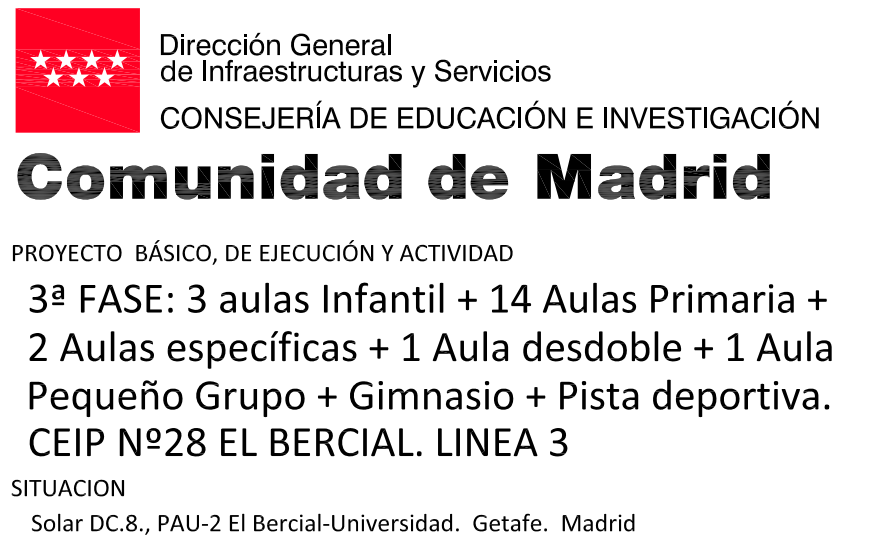 Dirección General
de Infraestructuras y Servicios
CONSEJERÍA DE EDUCACIÓN E INVESTIGACIÓN
Comunidad de Madrid
PROYECTO BÁSICO, DE EJECUCIÓN Y ACTIVIDAD
3ª FASE: 3 aulas Infantil + 14 Aulas Primaria +
2 Aulas específicas + 1 Aula desdoble + 1 Aula
Pequeño Grupo + Gimnasio + Pista deportiva.
CEIP Nº28 EL BERCIAL. LINEA 3
SITUACION
Solar DC.8., PAU-2 El Bercial-Universidad. Getafe. Madrid